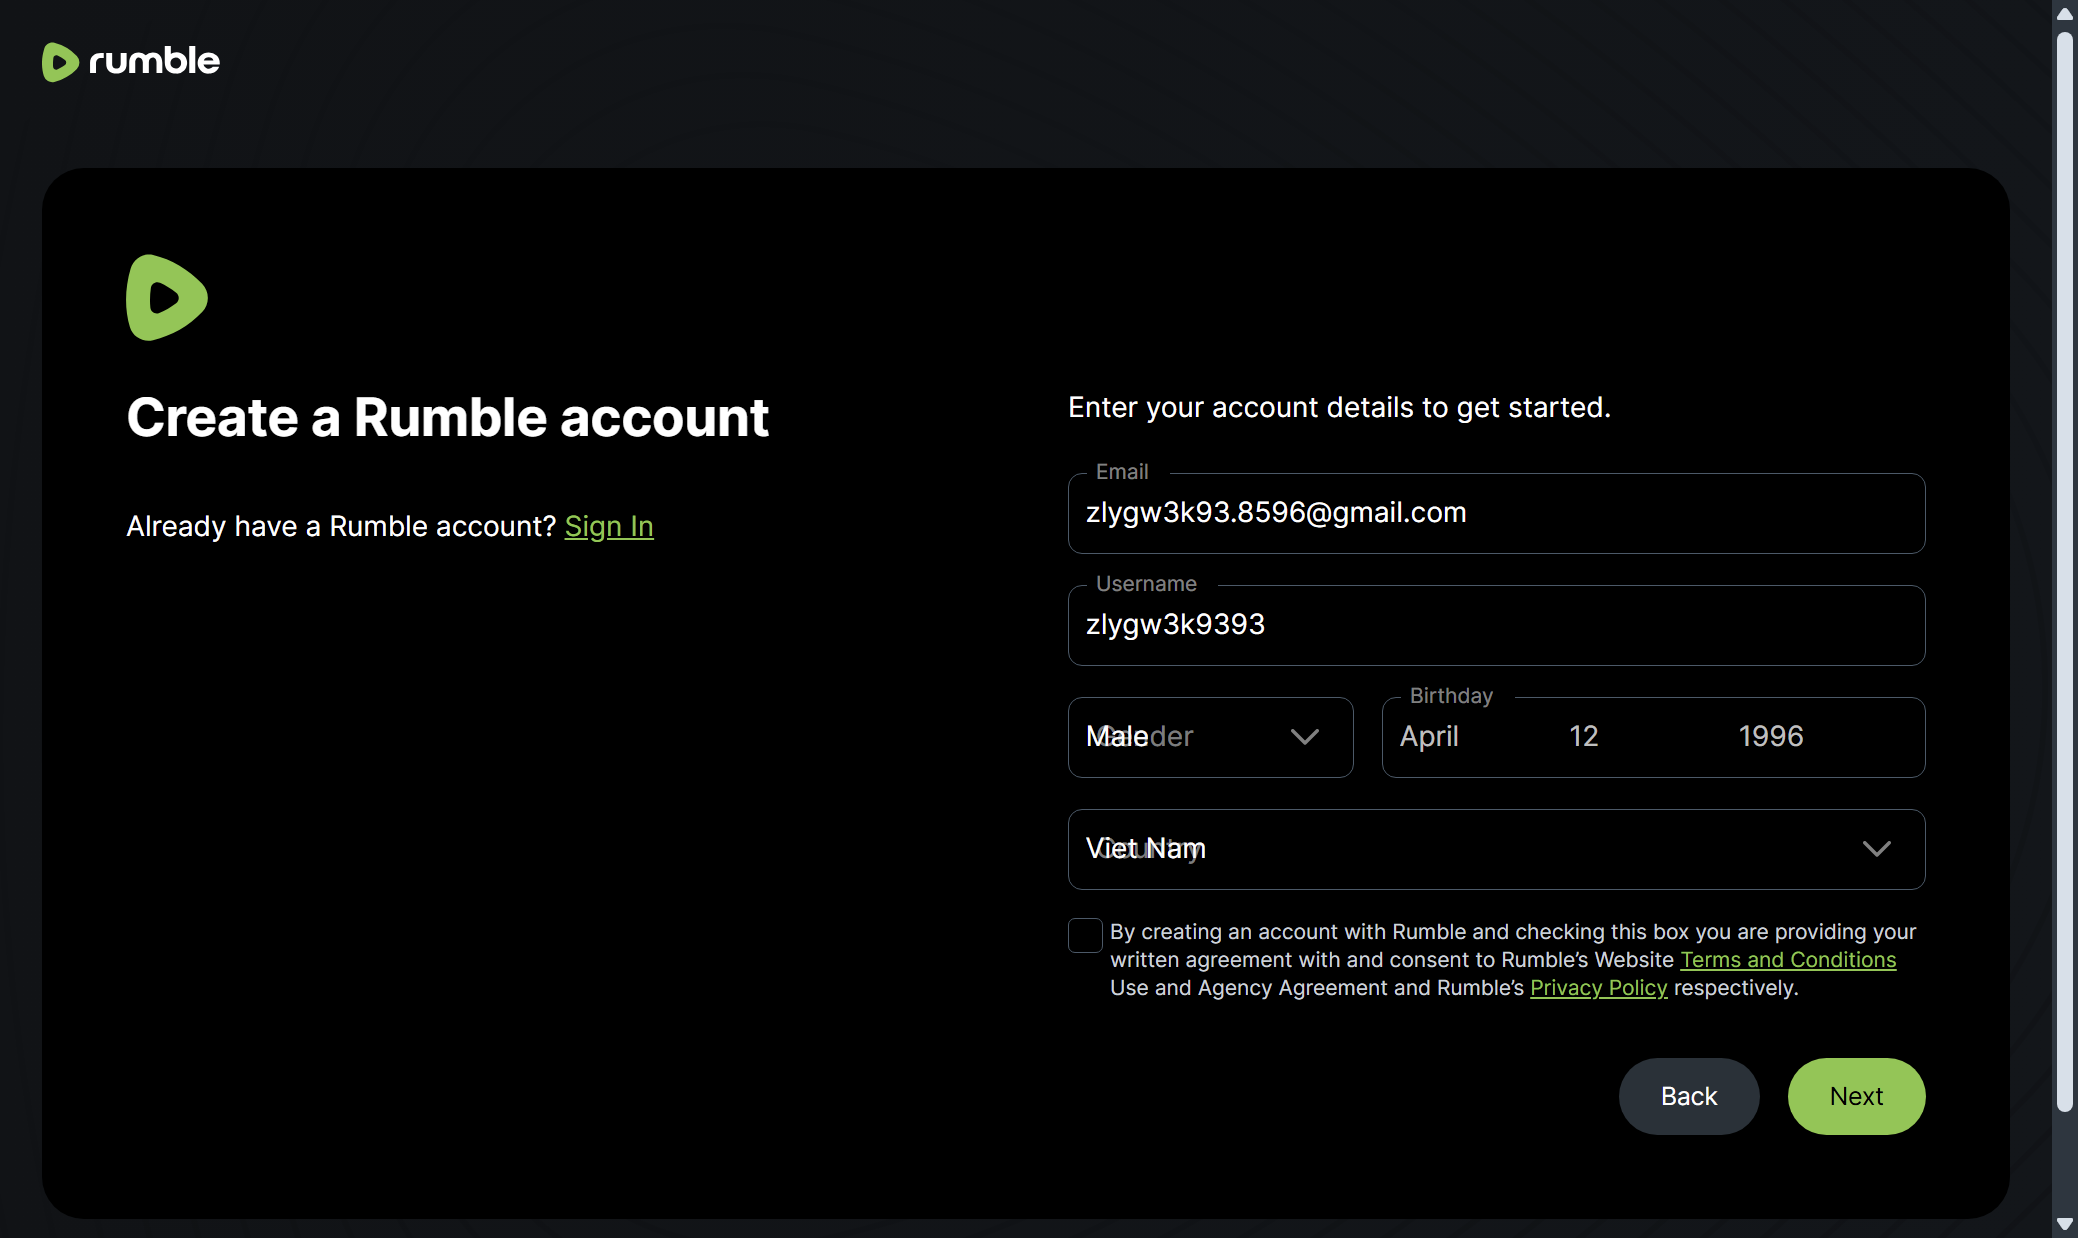 rumble
Create a Rumble account
Already have a Rumble account? Sign In
Enter your account details to get started.
Email
zlygw3k93.8596@gmail.com
Username
zlygw3k9393
Gender
Male
Birthday
April 12 1996
Country
Viet Nam
By creating an account with Rumble and checking this box you are providing your
written agreement with and consent to Rumble’s Website Terms and Conditions
Use and Agency Agreement and Rumble’s Privacy Policy respectively.
Back
Next